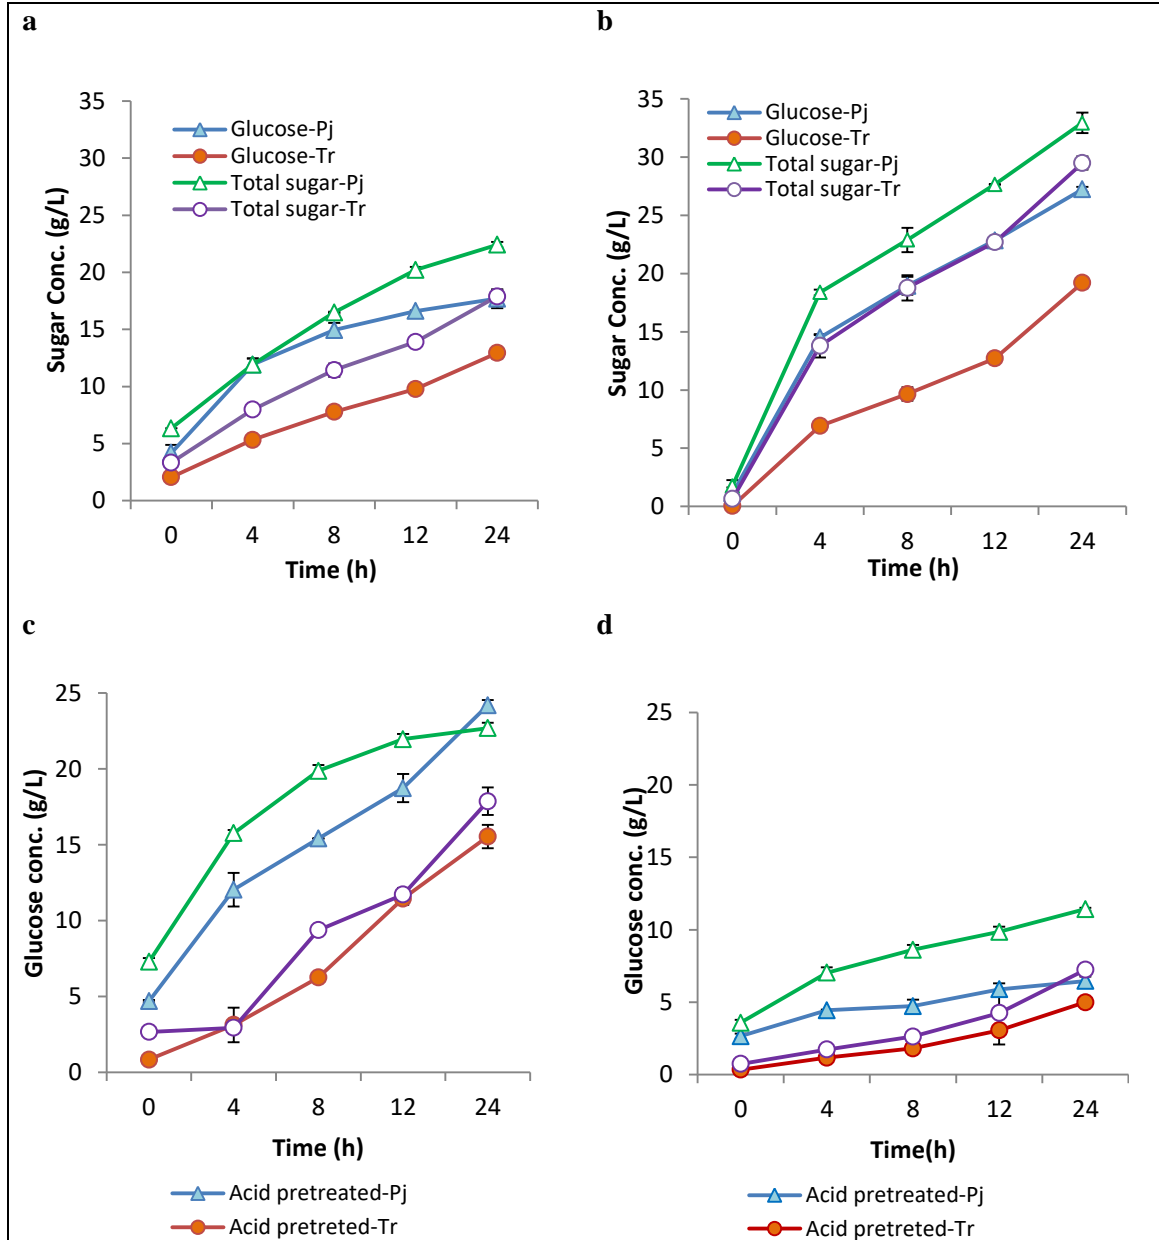 a
35
30
25
20
15
10
5
0
Sugar Conc. (g/L)
Glucose-Pj
Glucose-Tr
Total sugar-Pj
Total sugar-Tr
0 4 8 12 24
Time (h)
b
35
30
25
20
15
10
5
0
Sugar Conc. (g/L)
Glucose-Pj
Glucose-Tr
Total sugar-Pj
Total sugar-Tr
0 4 8 12 24
Time (h)
c
25
20
15
10
5
0
Glucose conc. (g/L)
0 4 8 12 24
Time (h)
Acid pretreated-Pj
Acid pretreted-Tr
d
25
20
15
10
5
0
Glucose conc. (g/L)
0 4 8 12 24
Time(h)
Acid pretreated-Pj
Acid pretreted-Tr